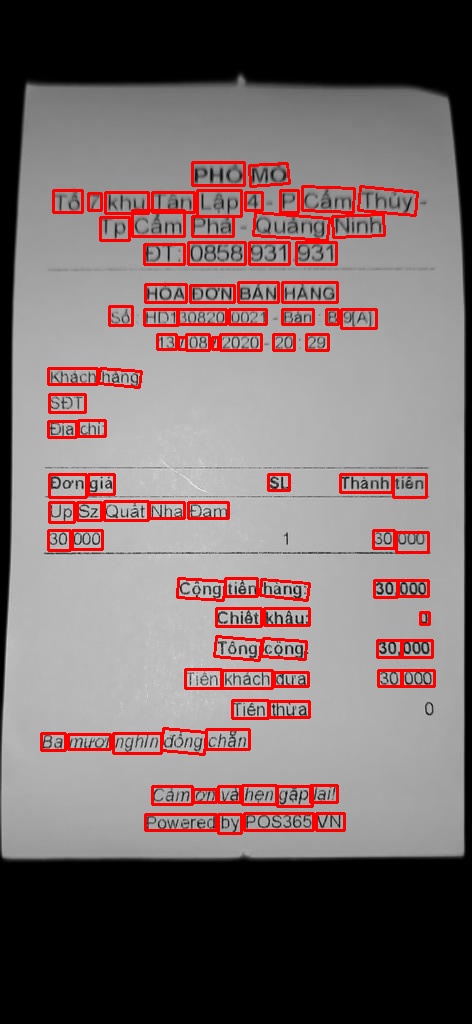 PHỐ MỎ
Tổ 7 khu Tân Lập 4 - P Cẩm Thủy -
Tp Cẩm Phả - Quảng Ninh
ĐT: 0858 931 931
HÓA ĐƠN BÁN HÀNG
Số : HD130820 0021 - Bàn : B 9[A]
13/08/2020 - 20 : 29
Khách hàng
SĐT
Địa chỉ
Đơn giá SL Thành tiền
Úp Sz Quất Nha Đam
30,000 1 30,000
Cộng tiền hàng: 30,000
Chiết khấu: 0
Tổng cộng: 30,000
Tiền khách đưa 30,000
Tiền thừa 0
Ba mươi nghìn đồng chẵn
Cảm ơn và hẹn gặp lại!
Powered by POS365.VN